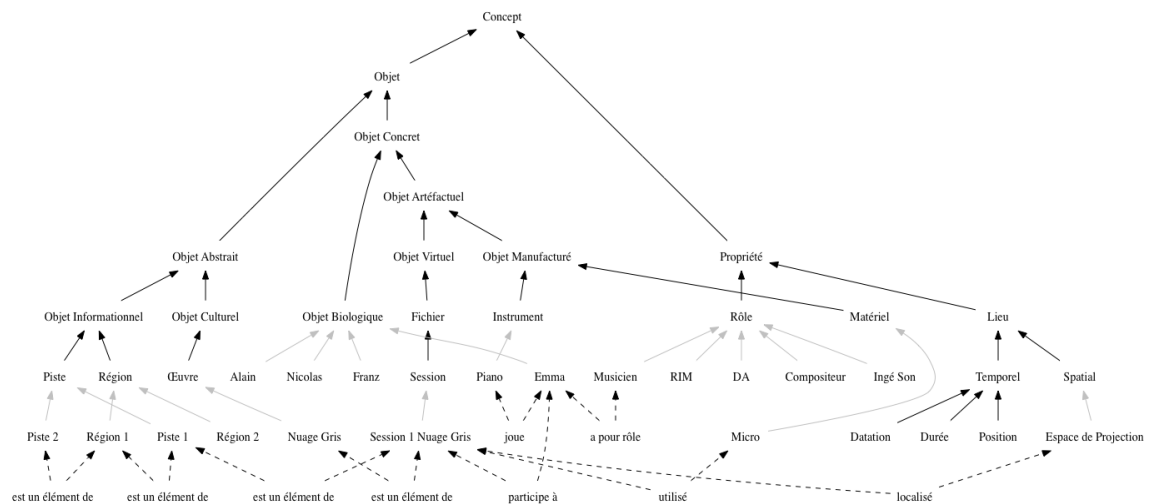 Concept
Objet
Objet Concret
Objet Artéfactuel
Objet Abstrait Objet Virtuel Objet Manufacturé Propriété
Objet Informationnel Objet Culturel Objet Biologique Fichier Instrument Rôle Matériel Lieu
Piste Région Œuvre Alain Nicolas Franz Session Piano Emma Musicien RIM DA Compositeur Ingé Son Temporel Spatial
Piste 2 Région 1 Piste 1 Région 2 Nuage Gris Session 1 Nuage Gris joue a pour rôle Micro Datation Durée Position Espace de Projection
est un élément de est un élément de est un élément de est un élément de participe à utilisé localisé